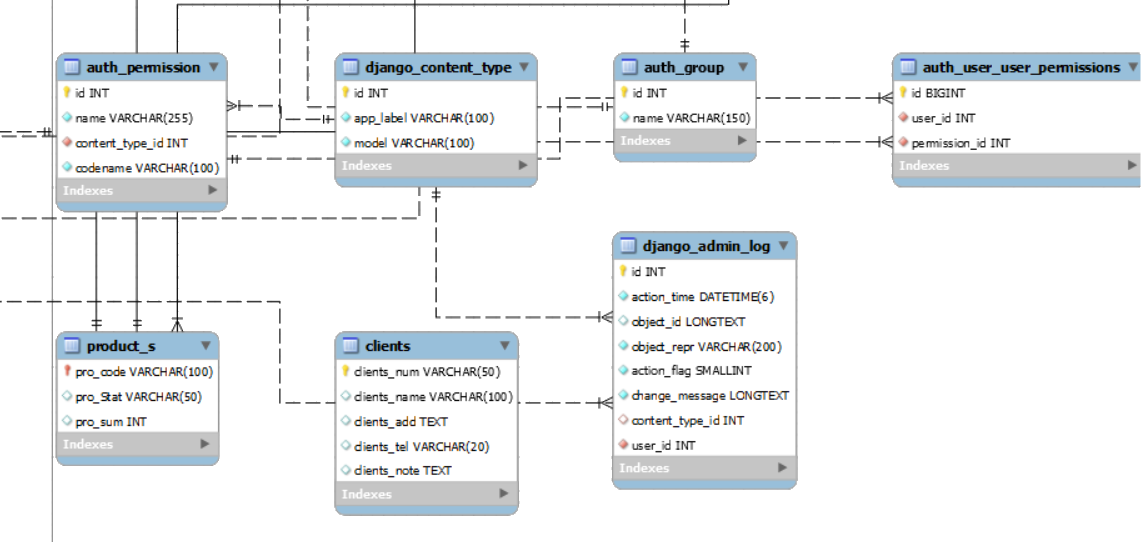 auth_permission
id INT
name VARCHAR(255)
content_type_id INT
codename VARCHAR(100)
Indexes
django_content_type
id INT
app_label VARCHAR(100)
model VARCHAR(100)
Indexes
auth_group
id INT
name VARCHAR(150)
Indexes
auth_user_user_permissions
id BIGINT
user_id INT
permission_id INT
Indexes
product_s
pro_code VARCHAR(100)
pro_Stat VARCHAR(50)
pro_sum INT
Indexes
clients
clients_num VARCHAR(50)
clients_name VARCHAR(100)
clients_add TEXT
clients_tel VARCHAR(20)
clients_note TEXT
Indexes
django_admin_log
id INT
action_time DATETIME(6)
object_id LONGTEXT
object_repr VARCHAR(200)
action_flag SMALLINT
change_message LONGTEXT
content_type_id INT
user_id INT
Indexes